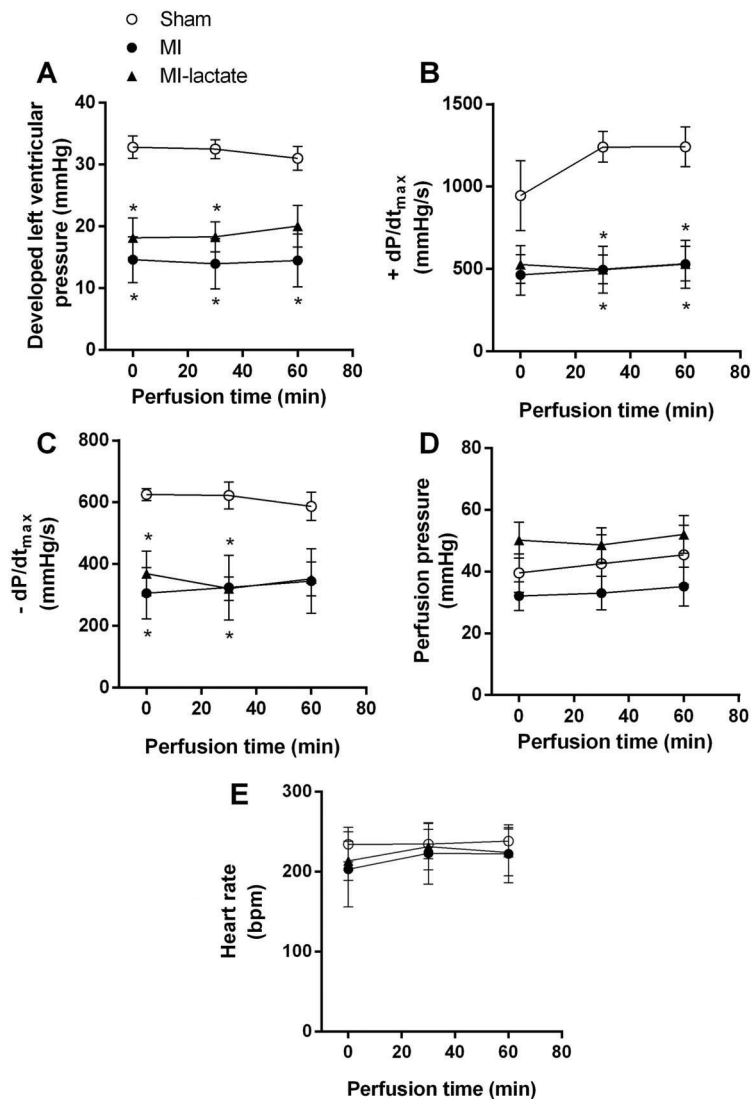 Sham
MI
MI-lactate
A
Developed left ventricular
pressure (mmHg)
40
30
20
10
0
* *
* * *
0 20 40 60 80
Perfusion time (min)
B
+ dP/dtmax
(mmHg/s)
1500
1000
500
0
* *
* *
0 20 40 60 80
Perfusion time (min)
C
- dP/dtmax
(mmHg/s)
800
600
400
200
0
* *
* *
0 20 40 60 80
Perfusion time (min)
D
Perfusion pressure
(mmHg)
80
60
40
20
0
0 20 40 60 80
Perfusion time (min)
E
Heart rate
(bpm)
300
200
100
0
0 20 40 60 80
Perfusion time (min)